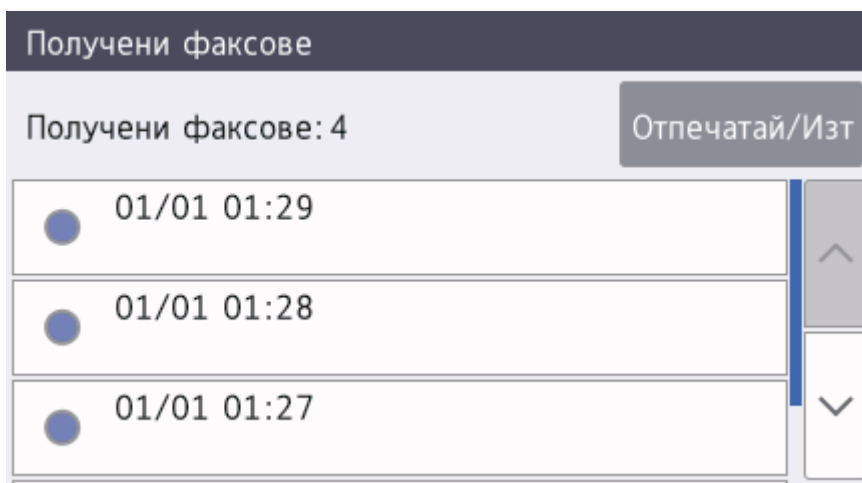 Получени факсове
Получени факсове: 4
Отпечатай/Изт
01/01 01:29
01/01 01:28
01/01 01:27